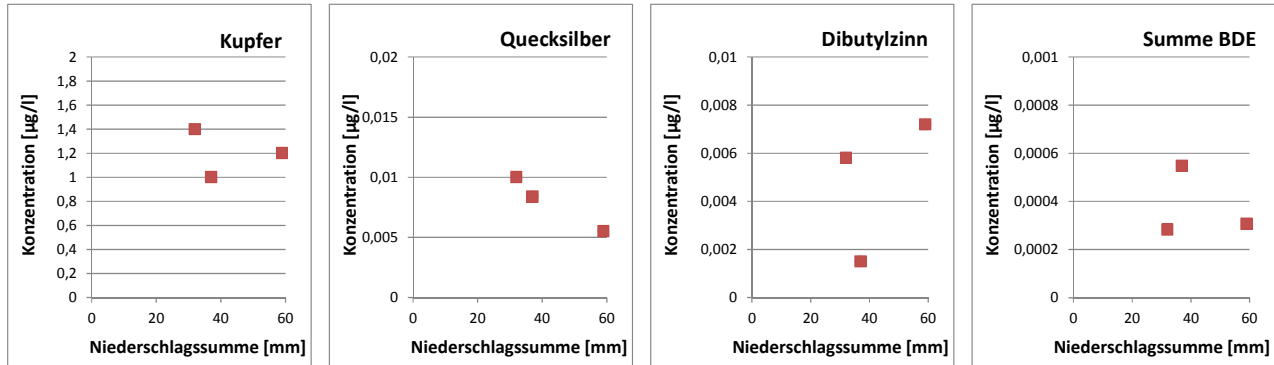 Kupfer
Konzentration [µg/l]
2
1,8
1,6
1,4
1,2
1
0,8
0,6
0,4
0,2
0
0 20 40 60
Niederschlagssumme [mm]
Quecksilber
Konzentration [µg/l]
0,02
0,015
0,01
0,005
0
0 20 40 60
Niederschlagssumme [mm]
Dibutylzinn
Konzentration [µg/l]
0,01
0,008
0,006
0,004
0,002
0
0 20 40 60
Niederschlagssumme [mm]
Summe BDE
Konzentration [µg/l]
0,001
0,0008
0,0006
0,0004
0,0002
0
0 20 40 60
Niederschlagssumme [mm]